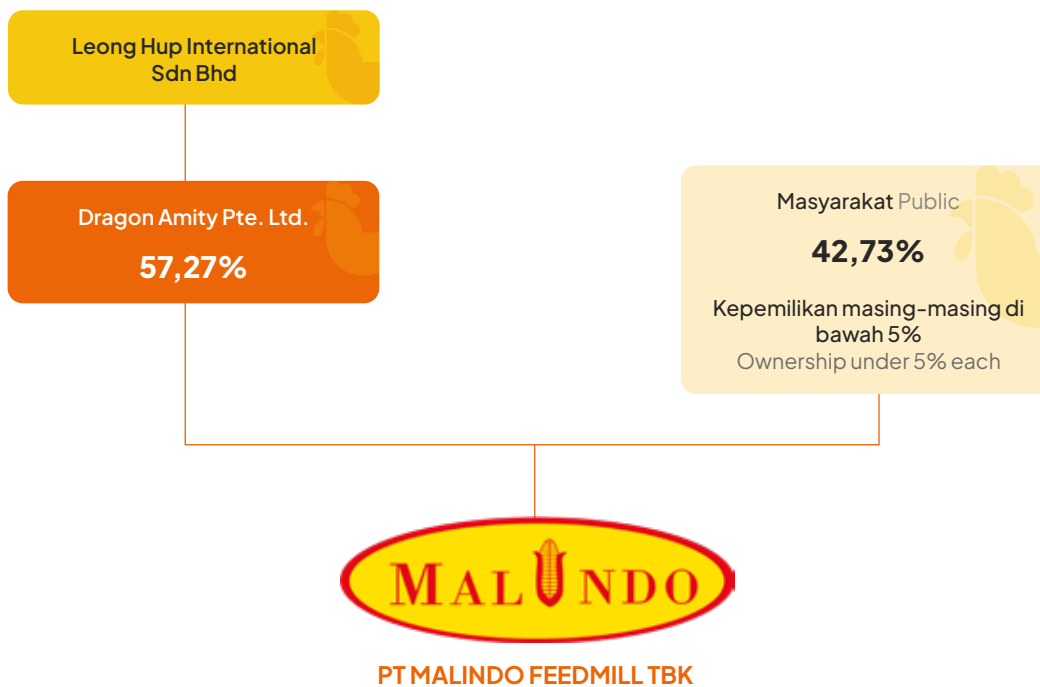 Leong Hup International
Sdn Bhd
Dragon Amity Pte. Ltd.
57,27%
Masyarakat Public
42,73%
Kepemilikan masing-masing di
bawah 5%
Ownership under 5% each
MALINDO
PT MALINDO FEEDMILL TBK